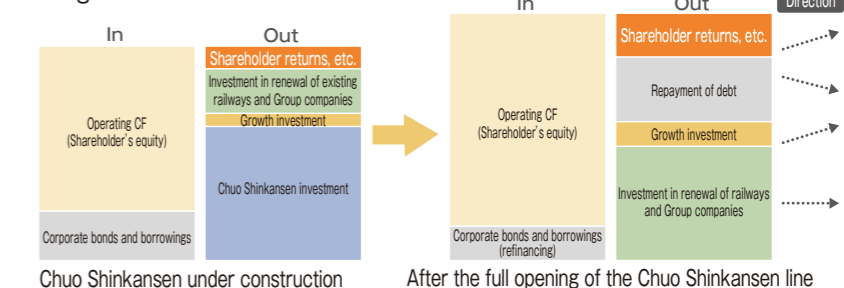 In
Out
Operating CF
(Shareholder's equity)
Corporate bonds and borrowings
Shareholder returns, etc.
Investment in renewal of existing
railways and Group companies
Growth investment
Chuo Shinkansen investment
Chuo Shinkansen under construction
In
Out
Direction
Operating CF
(Shareholder's equity)
Corporate bonds and borrowings
(refinancing)
Shareholder returns, etc.
Repayment of debt
Growth investment
Investment in renewal of railways
and Group companies
After the full opening of the Chuo Shinkansen line